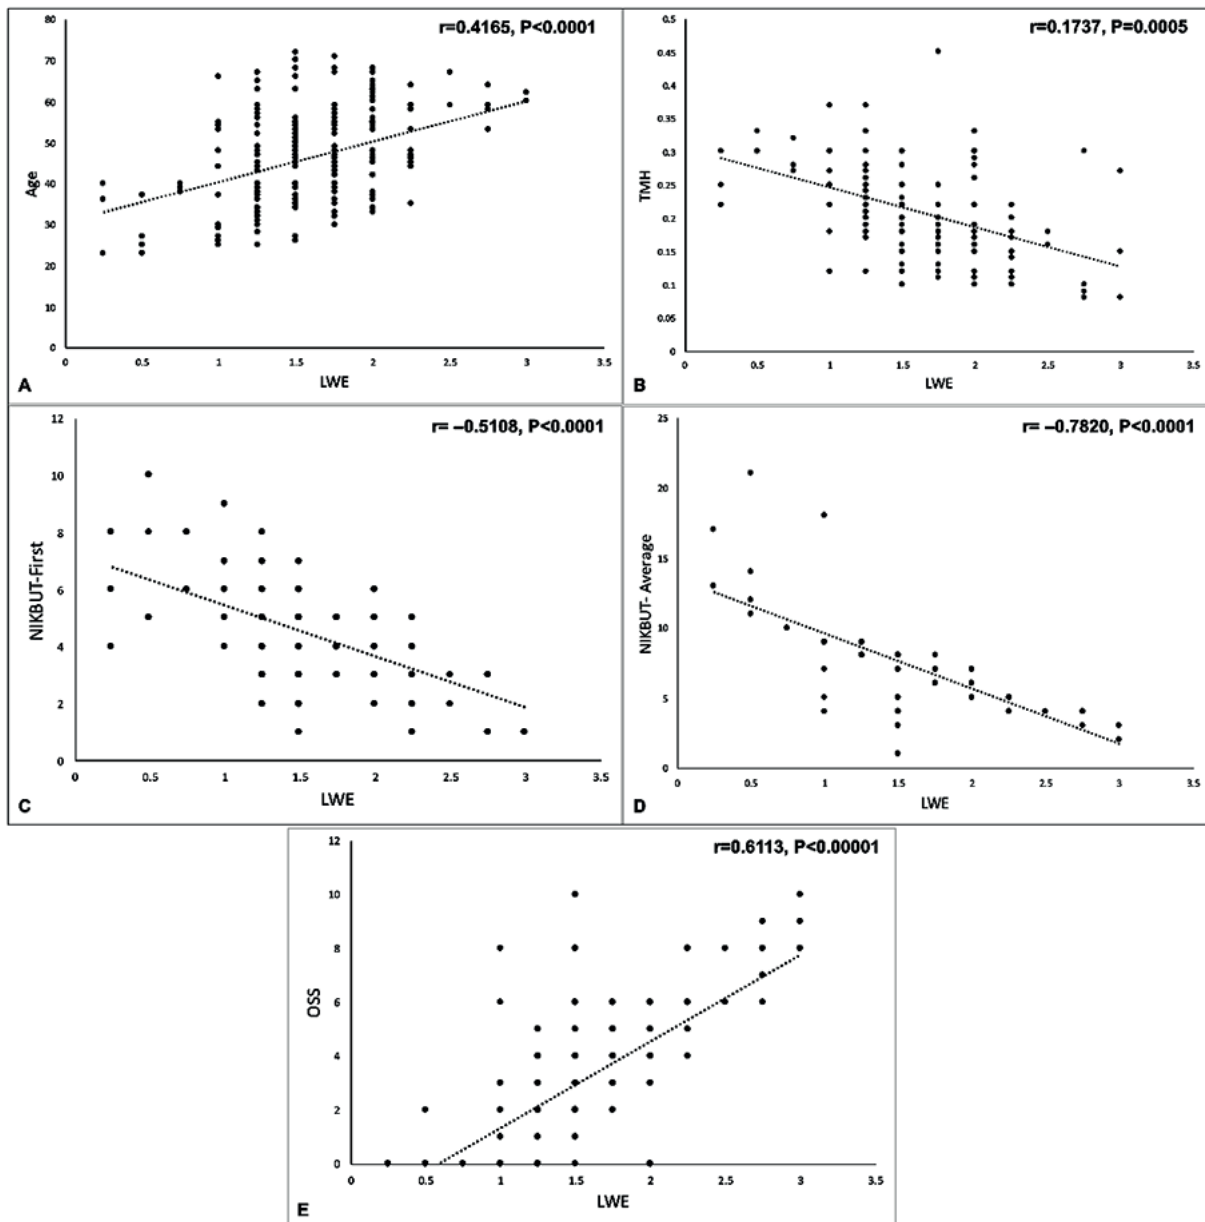 r=0.4165, P<0.0001
80
70
60
50
40
30
20
10
0
Age
0 0.5 1 1.5 2 2.5 3 3.5
LWE
A
r=0.1737, P=0.0005
0.5
0.45
0.4
0.35
0.3
0.25
0.2
0.15
0.1
0.05
0
TMH
0 0.5 1 1.5 2 2.5 3 3.5
LWE
B
r= –0.5108, P<0.0001
12
10
8
6
4
2
0
NIKBUT-First
0 0.5 1 1.5 2 2.5 3 3.5
LWE
C
r= –0.7820, P<0.0001
25
20
15
10
5
0
NIKBUT- Average
0 0.5 1 1.5 2 2.5 3 3.5
LWE
D
r=0.6113, P<0.00001
12
10
8
6
4
2
0
OSS
0 0.5 1 1.5 2 2.5 3 3.5
LWE
E